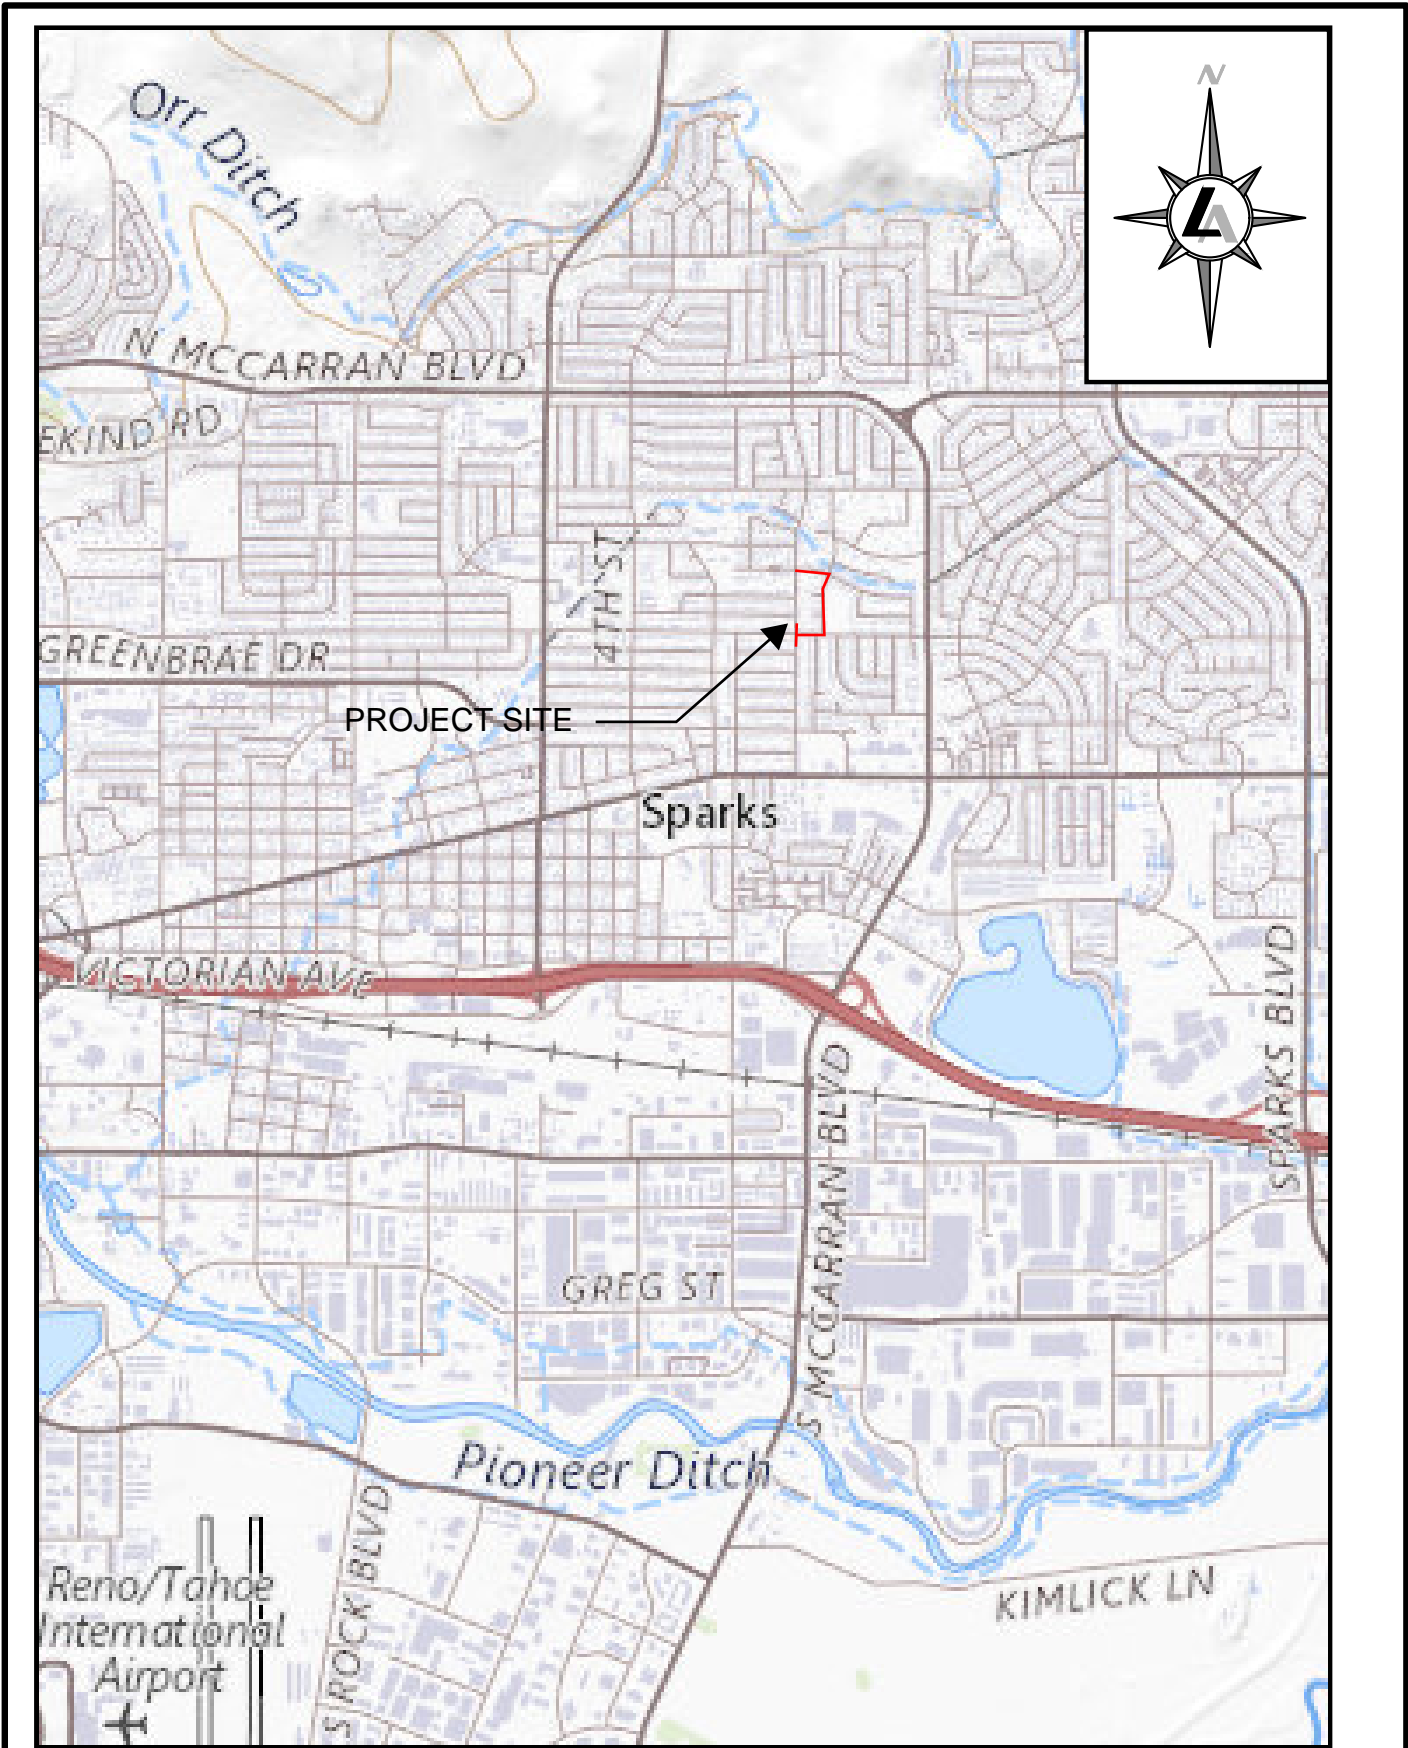 N
Orr Ditch
N MCCARRAN BLVD
EKIND RD
4TH ST
GREENBRAE DR
PROJECT SITE
Sparks
VICTORIAN AVE
SPARKS BLVD
S MCCARRAN BLVD
GREG ST
Pioneer Ditch
S ROCK BLVD
KIMLICK LN
Reno/Tahoe
International
Airport
LA